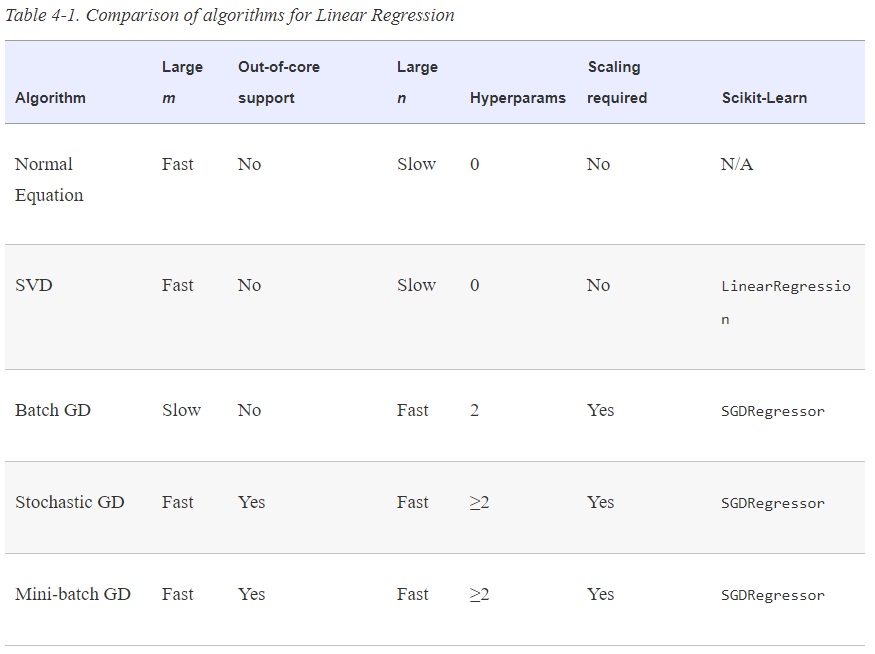 Table 4-1. Comparison of algorithms for Linear Regression
Large Out-of-core Large Scaling
Algorithm m support n Hyperparams required Scikit-Learn
Normal Fast No Slow 0 No N/A
Equation
SVD Fast No Slow 0 No LinearRegressio
n
Batch GD Slow No Fast 2 Yes SGDRegressor
Stochastic GD Fast Yes Fast ≥2 Yes SGDRegressor
Mini-batch GD Fast Yes Fast ≥2 Yes SGDRegressor